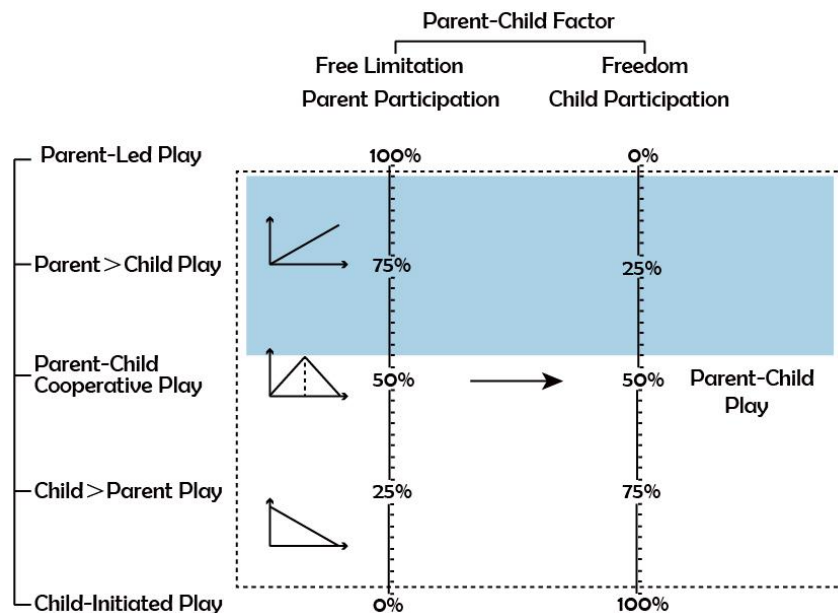 Parent-Child Factor
Free Limitation Freedom
Parent Participation Child Participation
Parent-Led Play 100% 0%
Parent＞Child Play 75% 25%
Parent-Child
Cooperative Play 50% 50% Parent-Child
Play
Child＞Parent Play 25% 75%
Child-Initiated Play 0% 100%